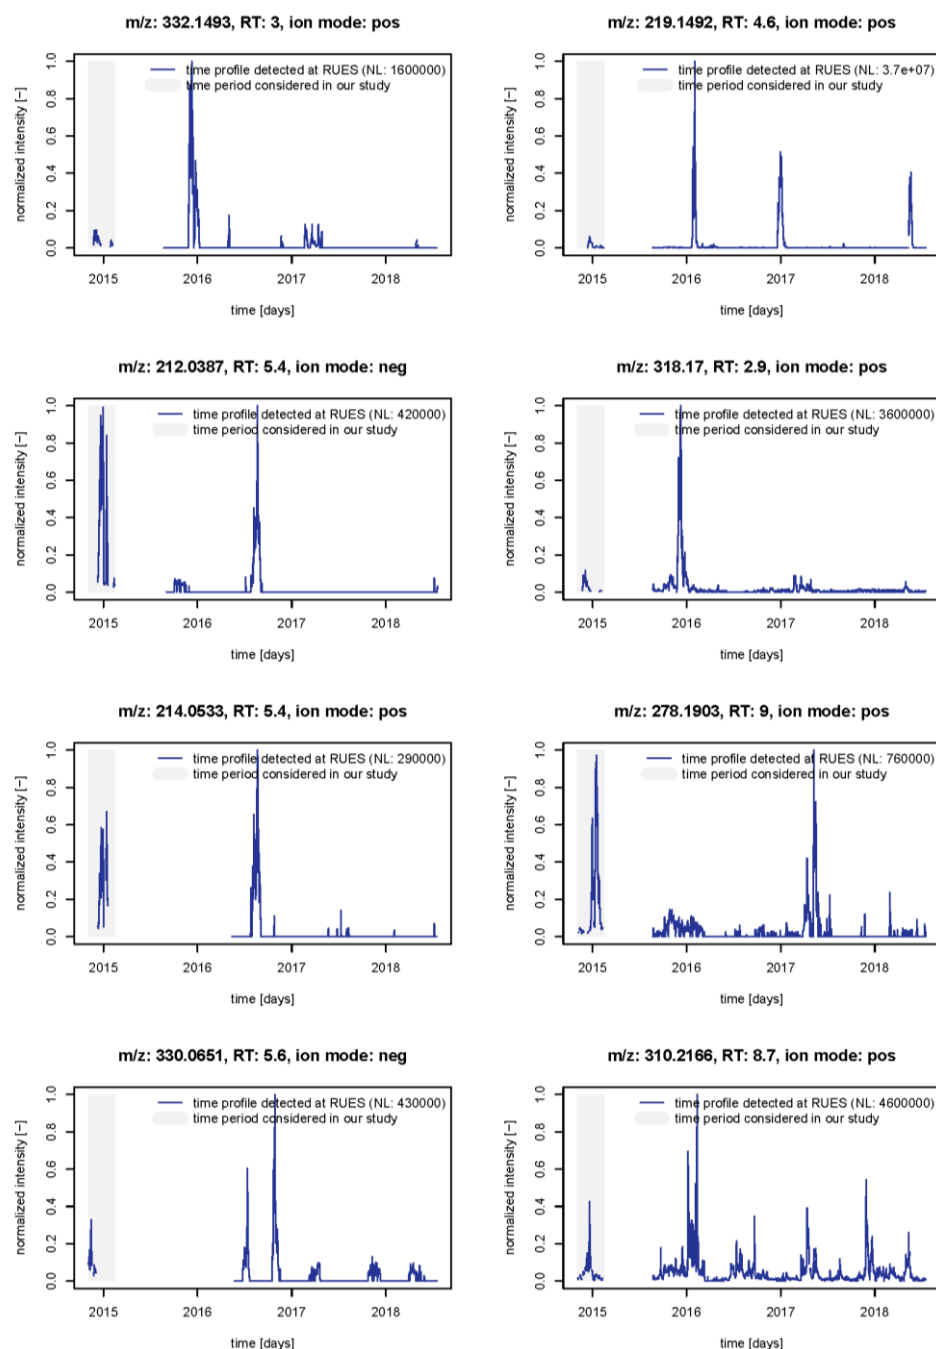 m/z: 332.1493, RT: 3, ion mode: pos
time profile detected at RUES (NL: 1600000)
time period considered in our study
normalized intensity [−]
0.0 0.2 0.4 0.6 0.8 1.0
2015 2016 2017 2018
time [days]
m/z: 219.1492, RT: 4.6, ion mode: pos
time profile detected at RUES (NL: 3.7e+07)
time period considered in our study
normalized intensity [−]
0.0 0.2 0.4 0.6 0.8 1.0
2015 2016 2017 2018
time [days]
m/z: 212.0387, RT: 5.4, ion mode: neg
time profile detected at RUES (NL: 420000)
time period considered in our study
normalized intensity [−]
0.0 0.2 0.4 0.6 0.8 1.0
2015 2016 2017 2018
time [days]
m/z: 318.17, RT: 2.9, ion mode: pos
time profile detected at RUES (NL: 3600000)
time period considered in our study
normalized intensity [−]
0.0 0.2 0.4 0.6 0.8 1.0
2015 2016 2017 2018
time [days]
m/z: 214.0533, RT: 5.4, ion mode: pos
time profile detected at RUES (NL: 290000)
time period considered in our study
normalized intensity [−]
0.0 0.2 0.4 0.6 0.8 1.0
2015 2016 2017 2018
time [days]
m/z: 278.1903, RT: 9, ion mode: pos
time profile detected at RUES (NL: 760000)
time period considered in our study
normalized intensity [−]
0.0 0.2 0.4 0.6 0.8 1.0
2015 2016 2017 2018
time [days]
m/z: 330.0651, RT: 5.6, ion mode: neg
time profile detected at RUES (NL: 430000)
time period considered in our study
normalized intensity [−]
0.0 0.2 0.4 0.6 0.8 1.0
2015 2016 2017 2018
time [days]
m/z: 310.2166, RT: 8.7, ion mode: pos
time profile detected at RUES (NL: 4600000)
time period considered in our study
normalized intensity [−]
0.0 0.2 0.4 0.6 0.8 1.0
2015 2016 2017 2018
time [days]